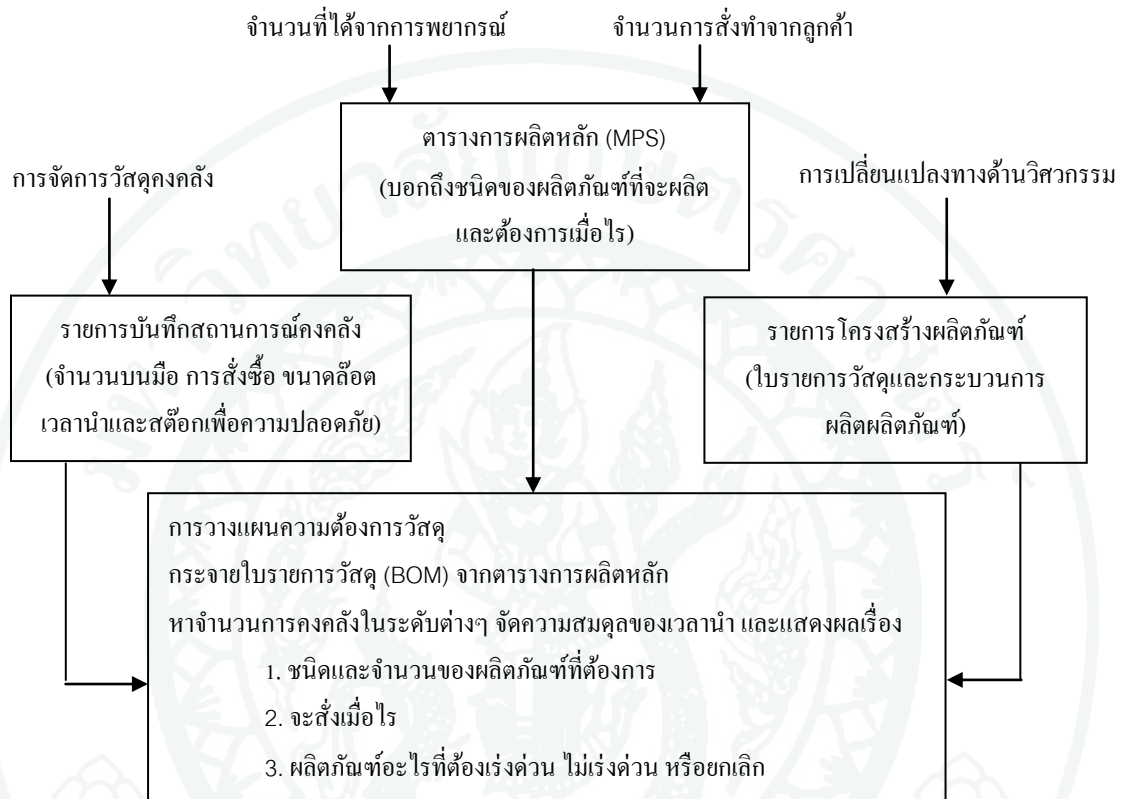 จำนวนที่ได้จากการพยากรณ์
จำนวนการสั่งทำจากลูกค้า
ตารางการผลิตหลัก (MPS)
(บอกถึงชนิดของผลิตภัณฑ์ที่จะผลิต
และต้องการเมื่อไร)
การจัดการวัสดุคงคลัง
การเปลี่ยนแปลงทางด้านวิศวกรรม
รายการบันทึกสถานการณ์คงคลัง
(จำนวนบนมือ การสั่งซื้อ ขนาดล๊อต
เวลานำและสต๊อกเพื่อความปลอดภัย)
รายการโครงสร้างผลิตภัณฑ์
(ใบรายการวัสดุและกระบวนการ
ผลิตผลิตภัณฑ์)
การวางแผนความต้องการวัสดุ
กระจายใบรายการวัสดุ (BOM) จากตารางการผลิตหลัก
หาจำนวนการคงคลังในระดับต่างๆ จัดความสมดุลของเวลานำ และแสดงผลเรื่อง
1. ชนิดและจำนวนของผลิตภัณฑ์ที่ต้องการ
2. จะสั่งเมื่อไร
3. ผลิตภัณฑ์อะไรที่ต้องเร่งด่วน ไม่เร่งด่วน หรือยกเลิก